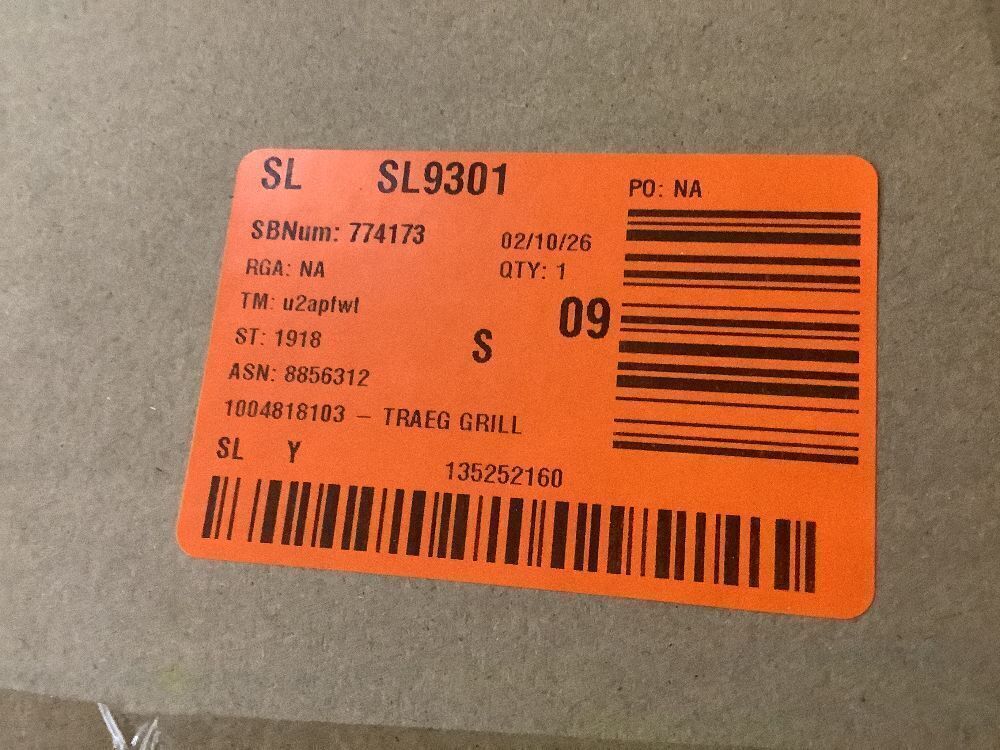 SL SL9301 PO: NA
SBNum: 774173 02/10/26
RGA: NA QTY: 1
TM: u2apfwt 09
ST: 1918 S
ASN: 8856312
1004818103 – TRAEG GRILL
SL Y 135252160